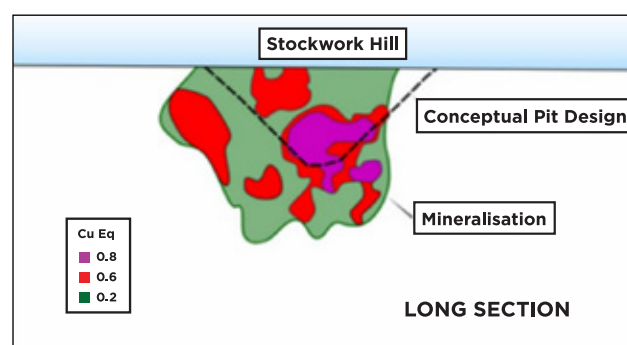 Stockwork Hill
Conceptual Pit Design
Mineralisation
Cu Eq
0.8
0.6
0.2
LONG SECTION